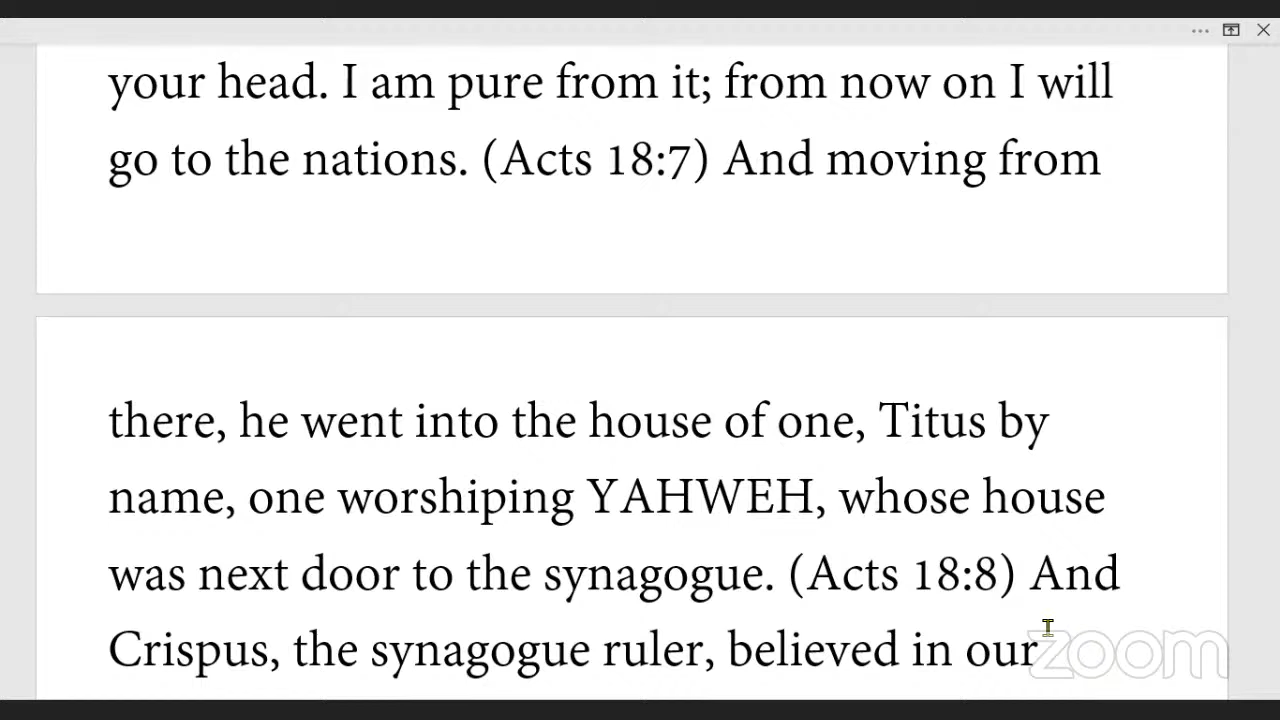 your head. I am pure from it; from now on I will
go to the nations. (Acts 18:7) And moving from
there, he went into the house of one, Titus by
name, one worshiping YAHWEH, whose house
was next door to the synagogue. (Acts 18:8) And
Crispus, the synagogue ruler, believed in our
zoom